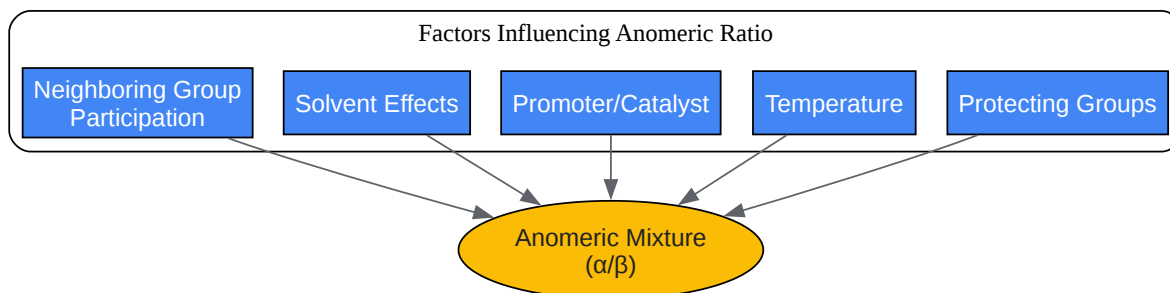 Factors Influencing Anomeric Ratio
Neighboring Group
Participation
Solvent Effects
Promoter/Catalyst
Temperature
Protecting Groups
Anomeric Mixture
(α/β)